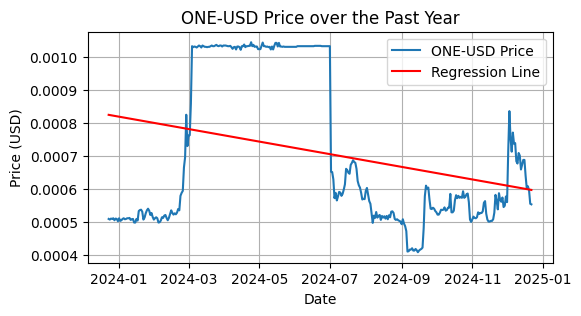 ONE-USD Price over the Past Year
ONE-USD Price
Regression Line
Price (USD)
0.0010
0.0009
0.0008
0.0007
0.0006
0.0005
0.0004
2024-01
2024-03
2024-05
2024-07
2024-09
2024-11
2025-01
Date